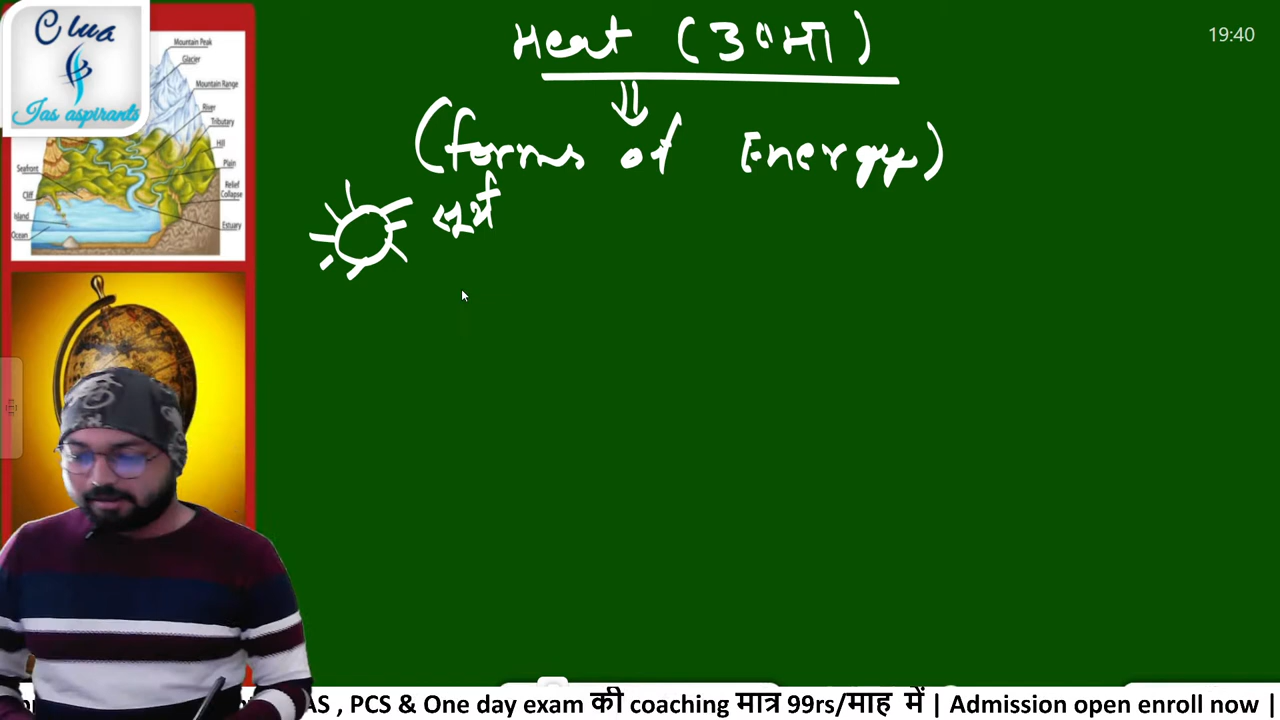 Clua
Ias aspirants
Mountain Peak
Glacier
Mountain Range
River
Tributary
Hill
Plain
Relief
Collapse
Estuary
Seafront
Cliff
Island
Ocean
Heat (उष्मा)
(forms of Energy)
सूर्य
19:40
AS , PCS & One day exam की coaching मात्र 99rs/माह में | Admission open enroll now |